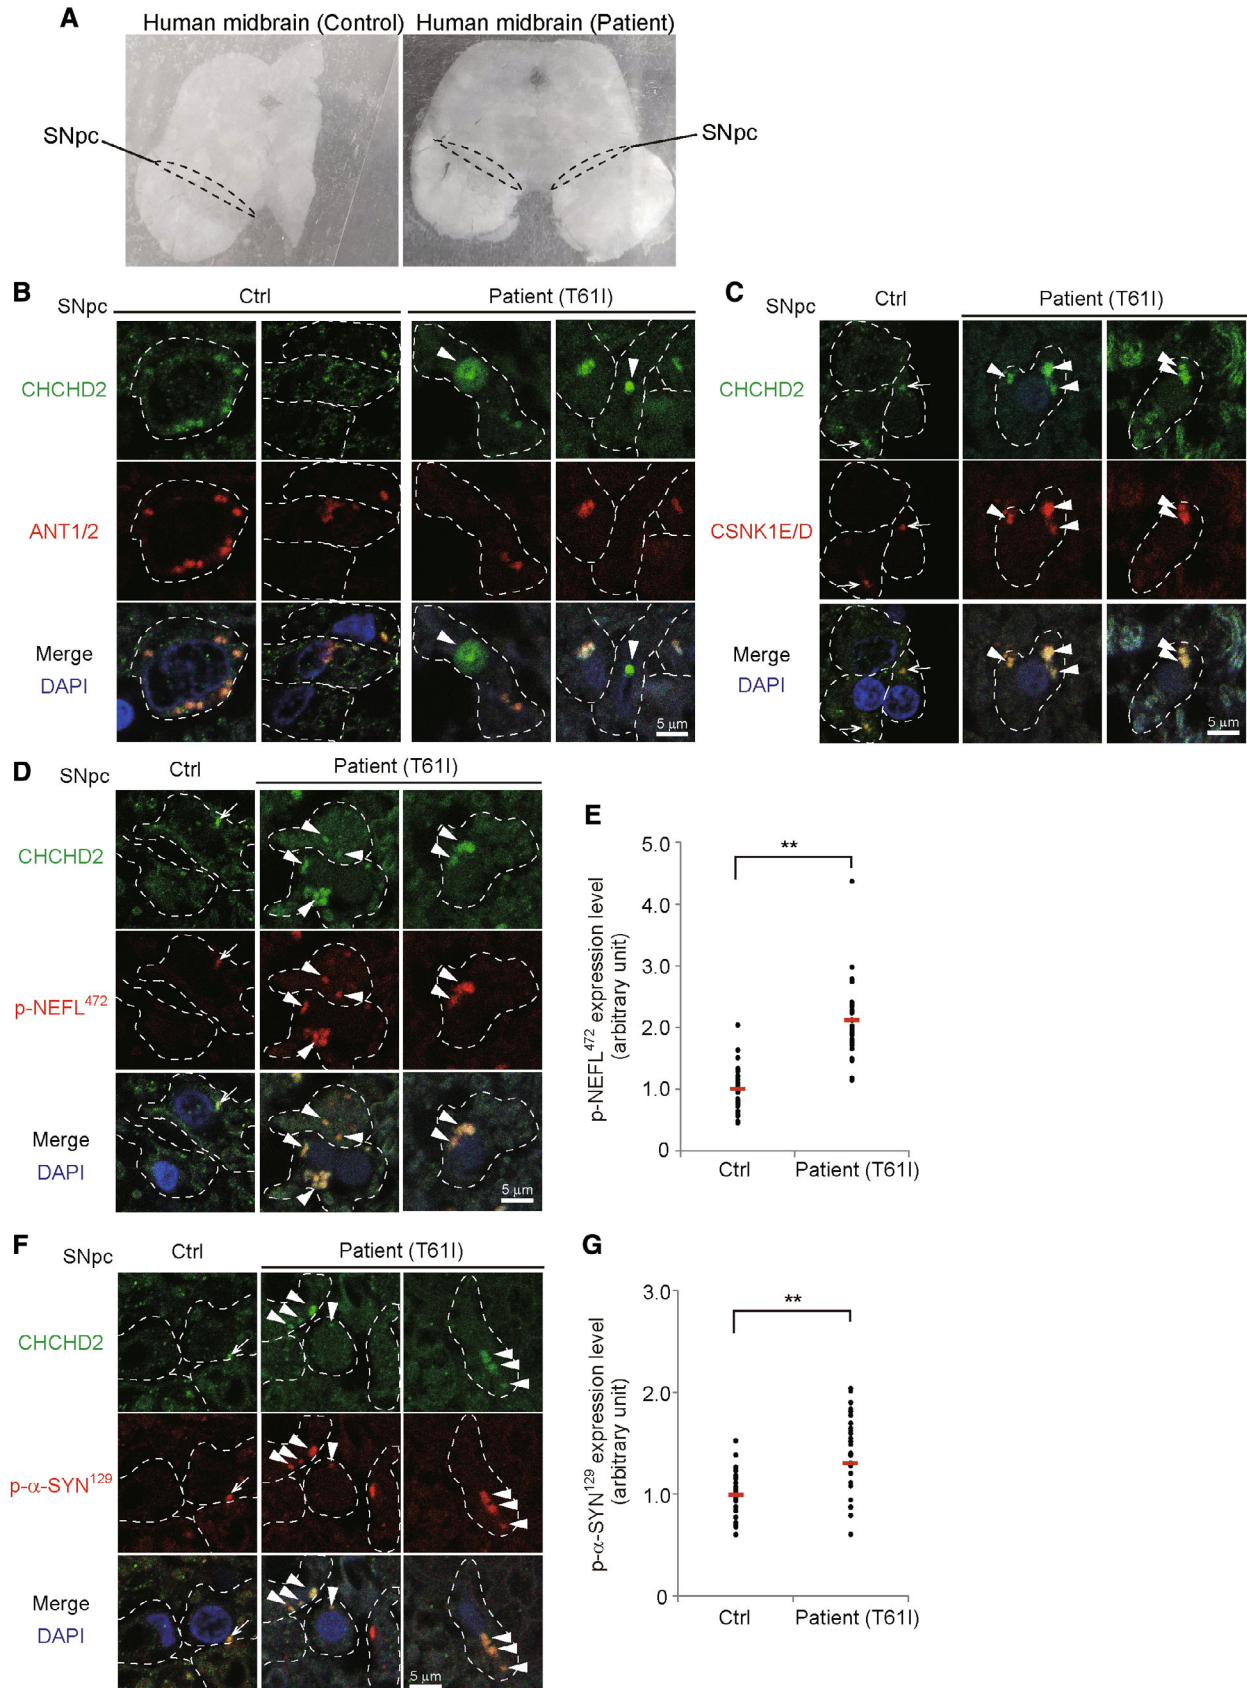 A
Human midbrain (Control) Human midbrain (Patient)
SNpc
SNpc
B
SNpc
Ctrl
Patient (T61I)
CHCHD2
ANT1/2
Merge
DAPI
5 μm
C
SNpc
Ctrl
Patient (T61I)
CHCHD2
CSNK1E/D
Merge
DAPI
5 μm
D
SNpc
Ctrl
Patient (T61I)
CHCHD2
p-NEFL472
Merge
DAPI
5 μm
E
p-NEFL472 expression level
(arbitrary unit)
5.0
4.0
3.0
2.0
1.0
0
**
Ctrl
Patient (T61I)
F
SNpc
Ctrl
Patient (T61I)
CHCHD2
p-α-SYN129
Merge
DAPI
5 μm
G
p-α-SYN129 expression level
(arbitrary unit)
3.0
2.0
1.0
0
**
Ctrl
Patient (T61I)